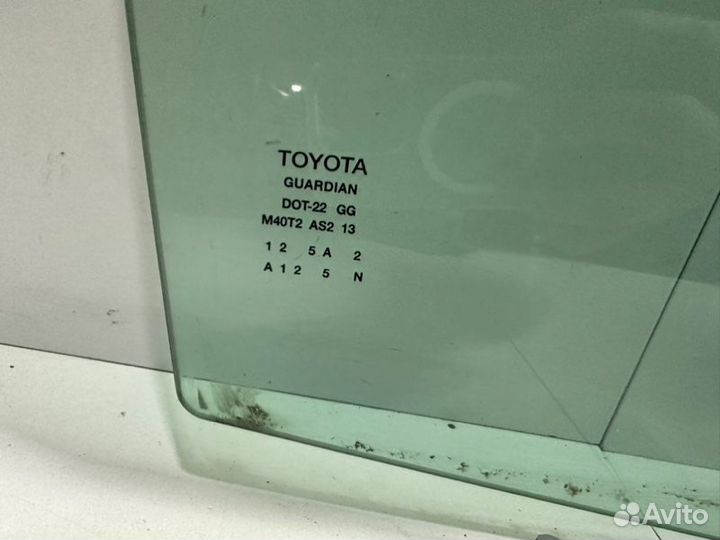 TOYOTA
GUARDIAN
DOT-22 GG
M40T2 AS2 13
1 2 5 A 2
A 1 2 5 N
Avito